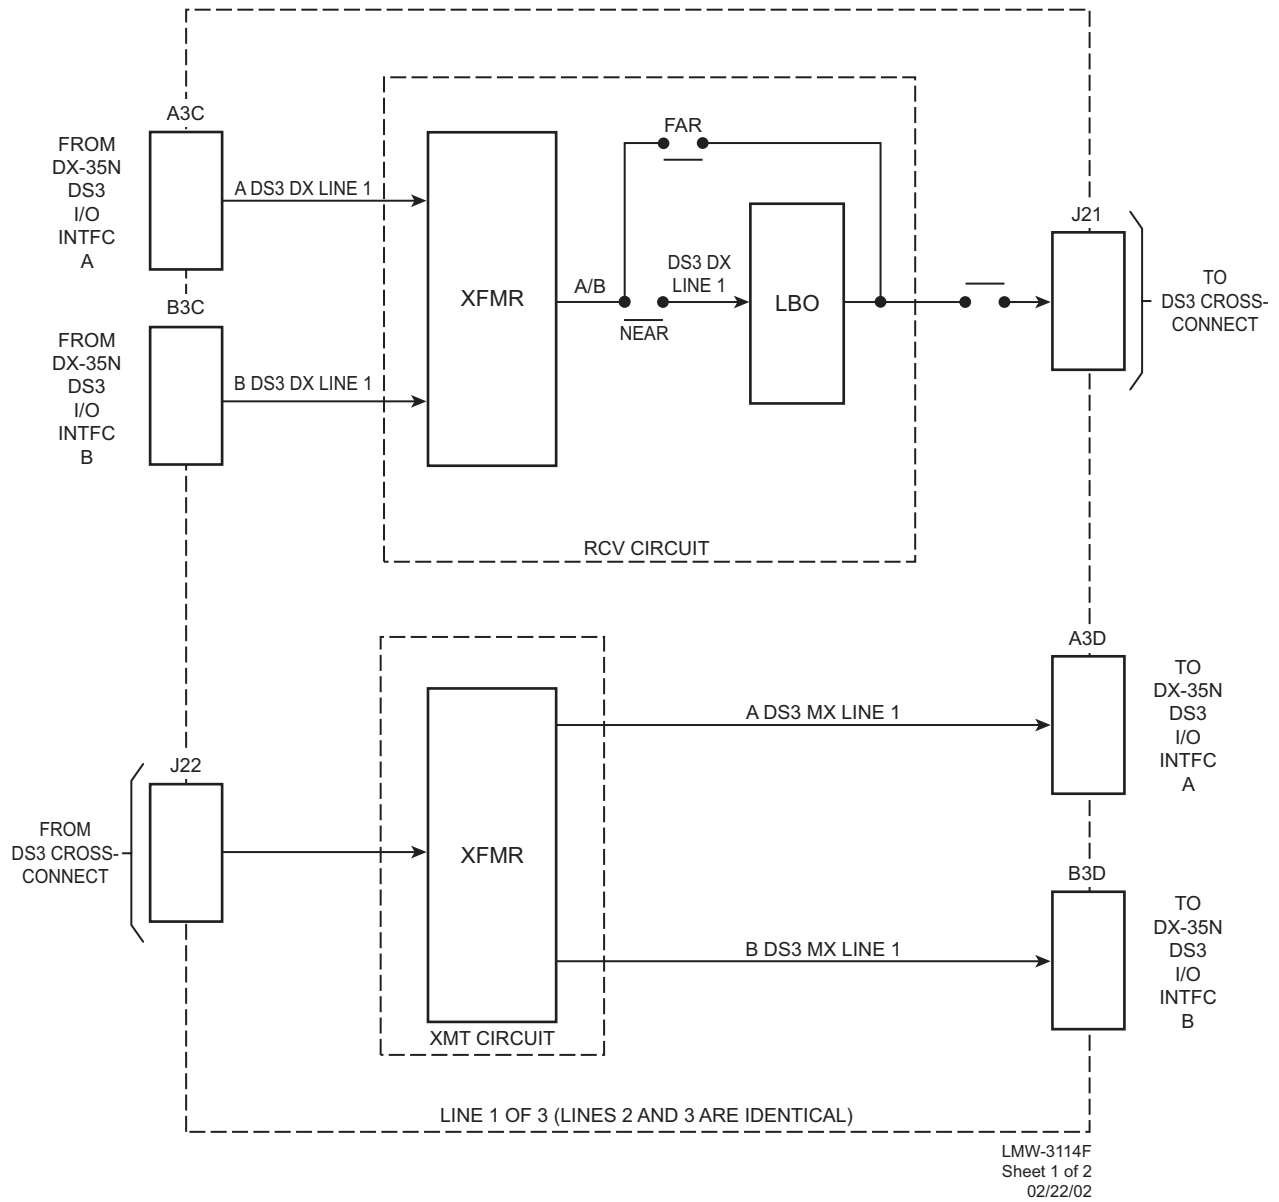 A3C
FROM
DX-35N
DS3
I/O
INTFC
A
A DS3 DX LINE 1
B3C
FROM
DX-35N
DS3
I/O
INTFC
B
B DS3 DX LINE 1
XFMR
A/B
FAR
NEAR
DS3 DX
LINE 1
LBO
RCV CIRCUIT
J21
TO
DS3 CROSS-
CONNECT
J22
FROM
DS3 CROSS-
CONNECT
XFMR
XMT CIRCUIT
A DS3 MX LINE 1
A3D
TO
DX-35N
DS3
I/O
INTFC
A
B DS3 MX LINE 1
B3D
TO
DX-35N
DS3
I/O
INTFC
B
LINE 1 OF 3 (LINES 2 AND 3 ARE IDENTICAL)
LMW-3114F
Sheet 1 of 2
02/22/02